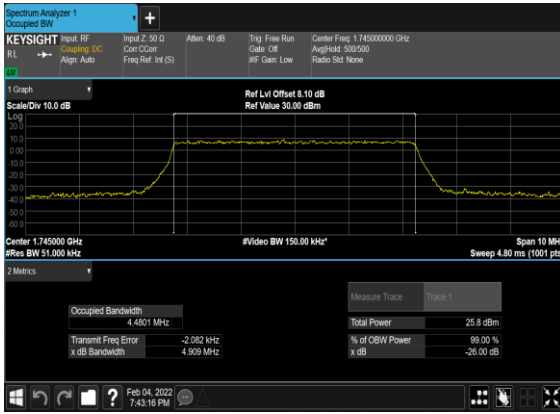 Spectrum Analyzer 1
Occupied BW
+
KEYSIGHT
RL
Input: RF
Coupling: DC
Align: Auto
Input Z: 50 Ω
Corr CCorr
Freq Ref: Int (S)
Atten: 40 dB
Trig: Free Run
Gate: Off
#IF Gain: Low
Center Freq: 1.745000000 GHz
Avg|Hold: 500/500
Radio Std: None
LW
1 Graph
Scale/Div 10.0 dB
Ref Lvl Offset 8.10 dB
Ref Value 30.00 dBm
Log
20.0
10.0
0.00
-10.0
-20.0
-30.0
-40.0
-50.0
-60.0
Center 1.745000 GHz
#Res BW 51.000 kHz
#Video BW 150.00 kHz*
Span 10 MH
Sweep 4.80 ms (1001 pts
2 Metrics
Measure Trace
Trace 1
Occupied Bandwidth
4.4801 MHz
Total Power
25.8 dBm
Transmit Freq Error
-2.082 kHz
% of OBW Power
99.00 %
x dB Bandwidth
4.909 MHz
x dB
-26.00 dB
?
Feb 04, 2022
7:43:16 PM